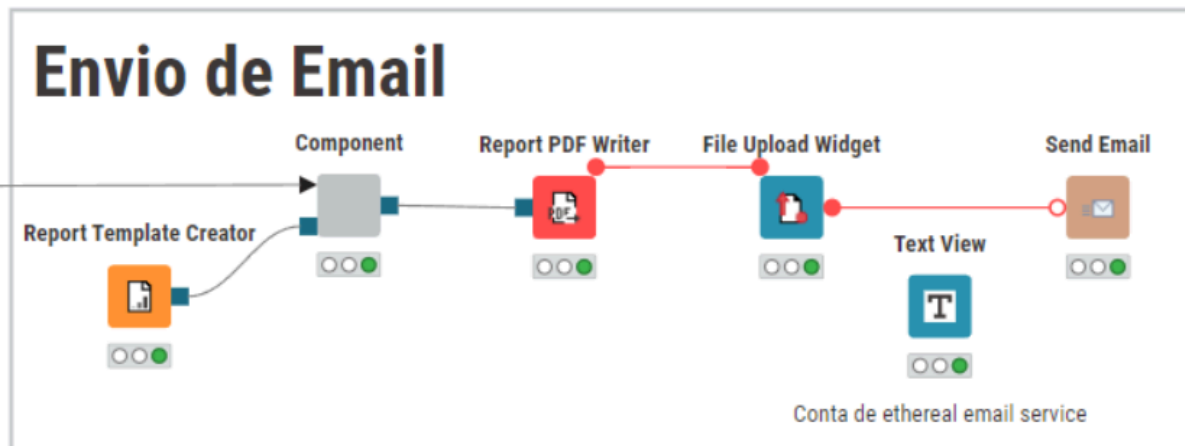 Envio de Email
Component
Report PDF Writer
File Upload Widget
Send Email
Report Template Creator
Text View
PDF
T
Conta de ethereal email service